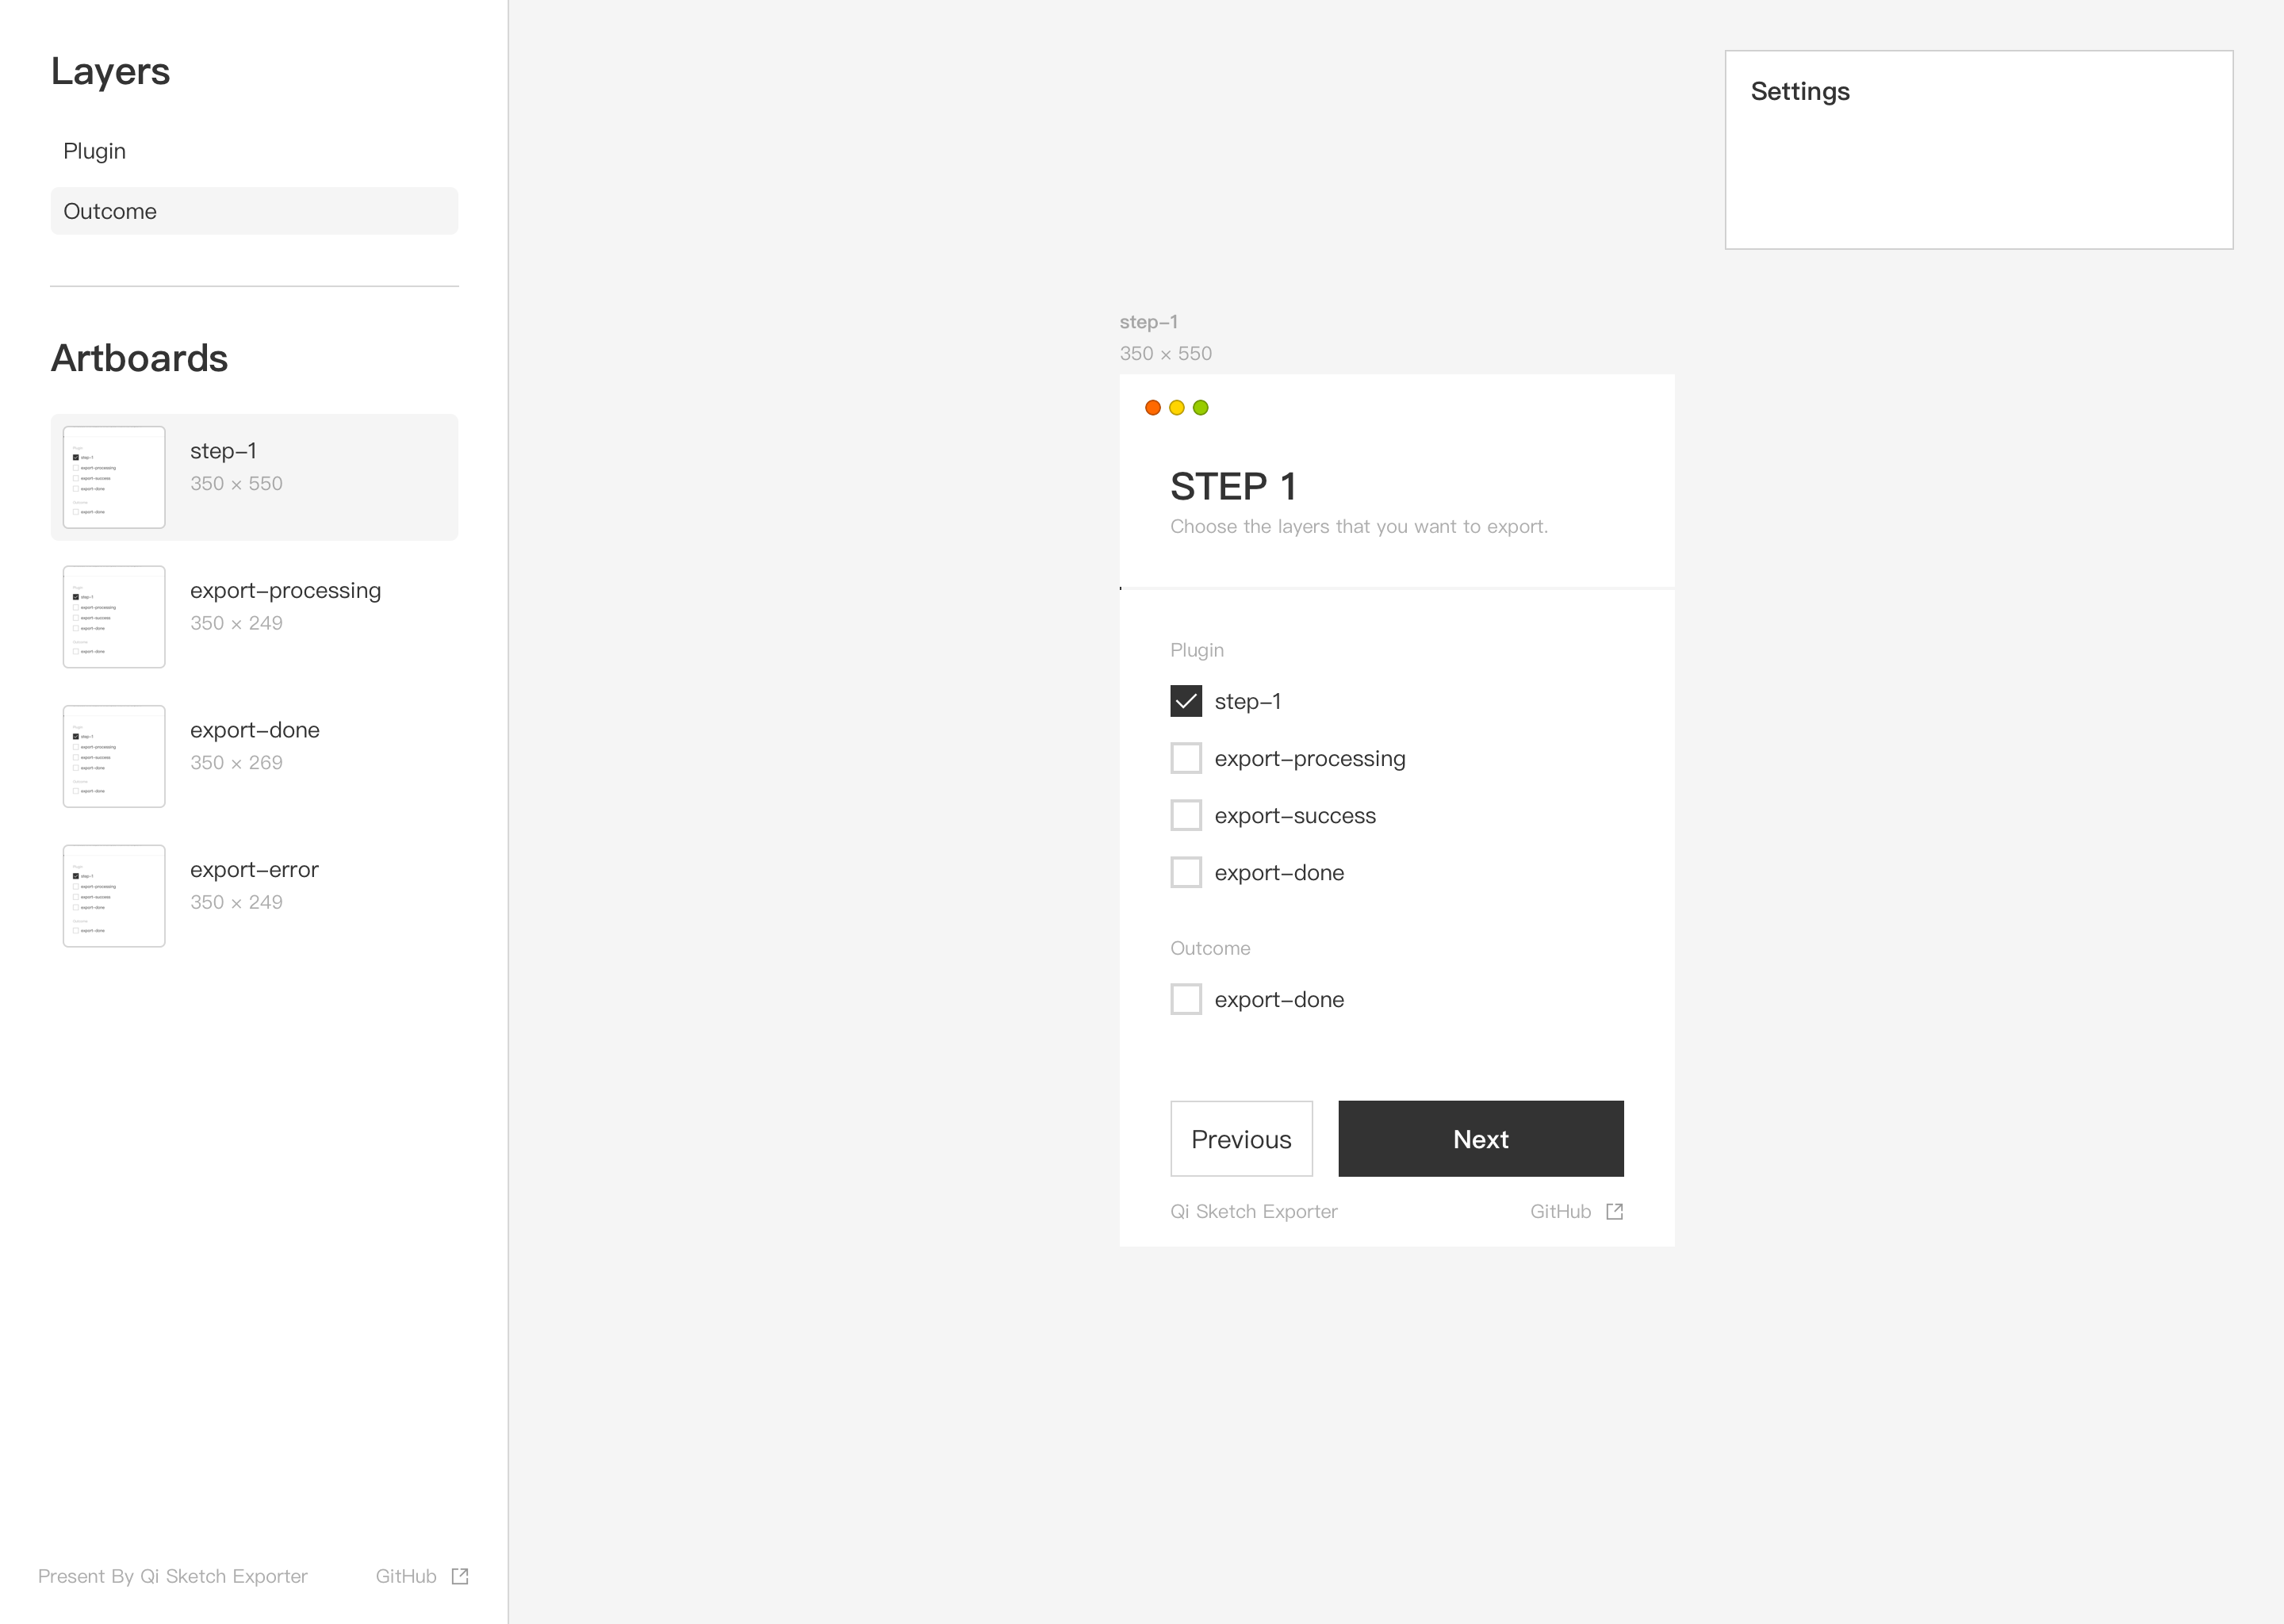 Layers
Plugin
Outcome
Artboards
step–1
350 × 550
export–processing
350 × 249
export–done
350 × 269
export–error
350 × 249
Present By Qi Sketch Exporter
GitHub
step–1
350 × 550
STEP 1
Choose the layers that you want to export.
Plugin
step–1
export–processing
export–success
export–done
Outcome
export–done
Previous
Next
Qi Sketch Exporter
GitHub
Settings